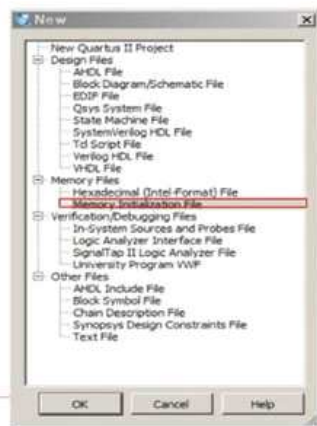 New
New Quartus II Project
Design Files
AHDL File
Block Diagram/Schematic File
EDIF File
Qsys System File
State Machine File
SystemVerilog HDL File
Tcl Script File
Verilog HDL File
VHDL File
Memory Files
Hexadecimal (Intel-Format) File
Memory Initialization File
Verification/Debugging Files
In-System Sources and Probes File
Logic Analyzer Interface File
SignalTap II Logic Analyzer File
University Program VWF
Other Files
AHDL Include File
Block Symbol File
Chain Description File
Synopsys Design Constraints File
Text File
OK Cancel Help